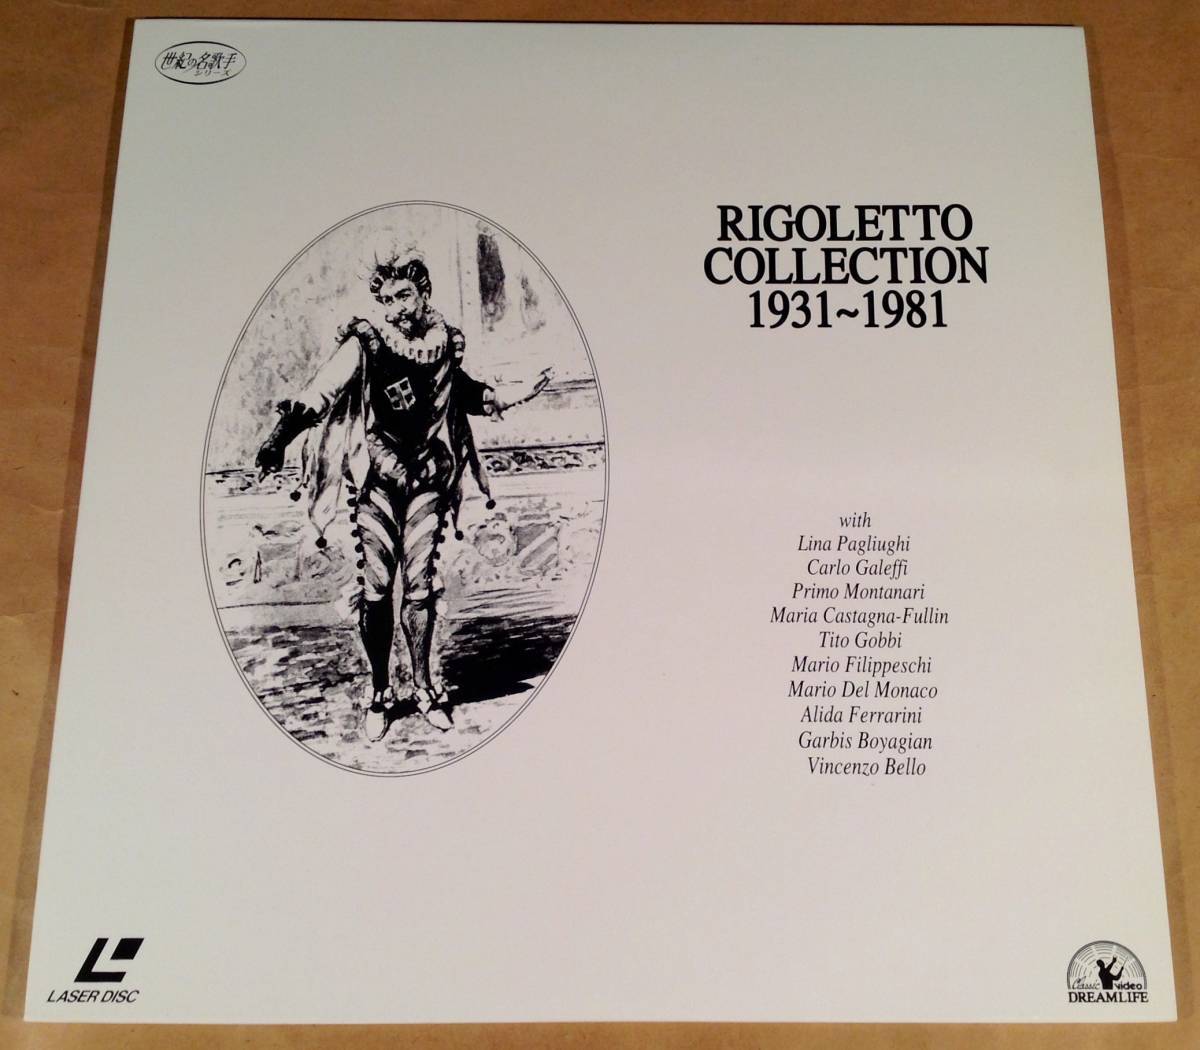 世紀の名歌手
シリーズ
RIGOLETTO
COLLECTION
1931~1981
with
Lina Pagliughi
Carlo Galeffi
Primo Montanari
Maria Castagna-Fullin
Tito Gobbi
Mario Filippeschi
Mario Del Monaco
Alida Ferrarini
Garbis Boyagian
Vincenzo Bello
LASER DISC
Classic video
DREAMLIFE